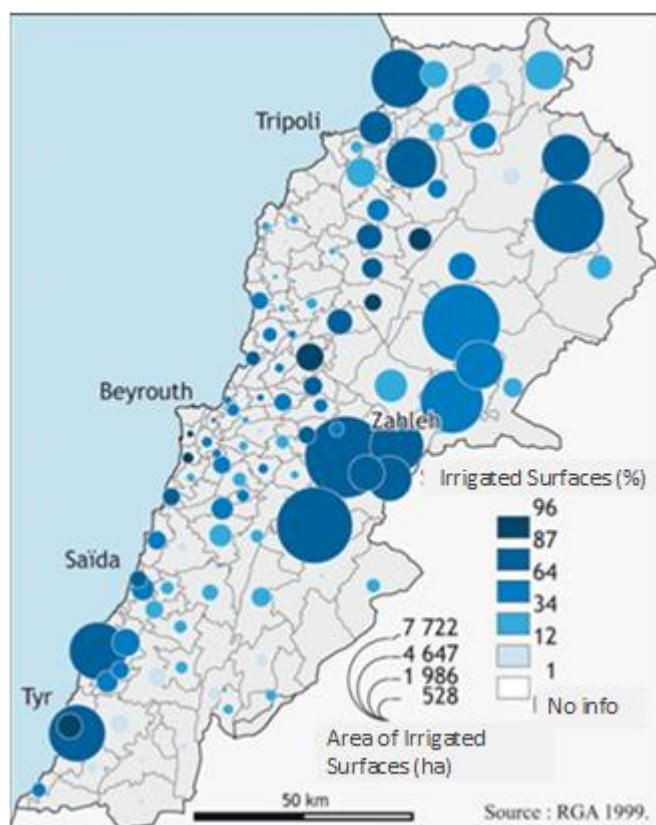 Tripoli
Beyrouth
Zahleh
Saïda
Tyr
Irrigated Surfaces (%)
96
87
64
34
12
1
No info
7 722
4 647
1 986
528
Area of Irrigated
Surfaces (ha)
50 km
Source : RGA 1999.